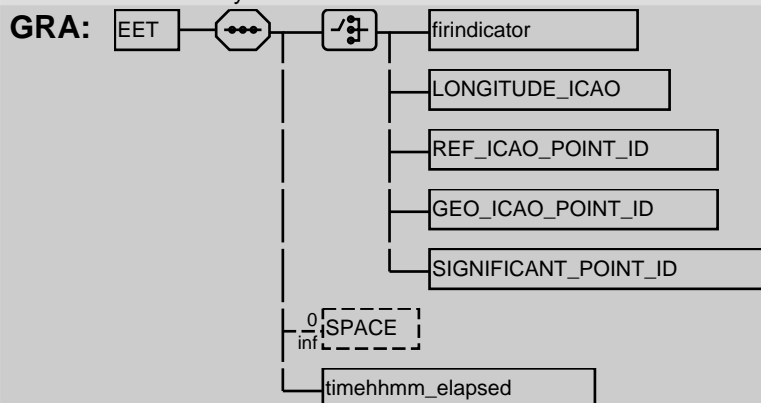 GRA: EET firindicator
LONGITUDE_ICAO
REF_ICAO_POINT_ID
GEO_ICAO_POINT_ID
SIGNIFICANT_POINT_ID
0
SPACE
inf
timehhmm_elapsed